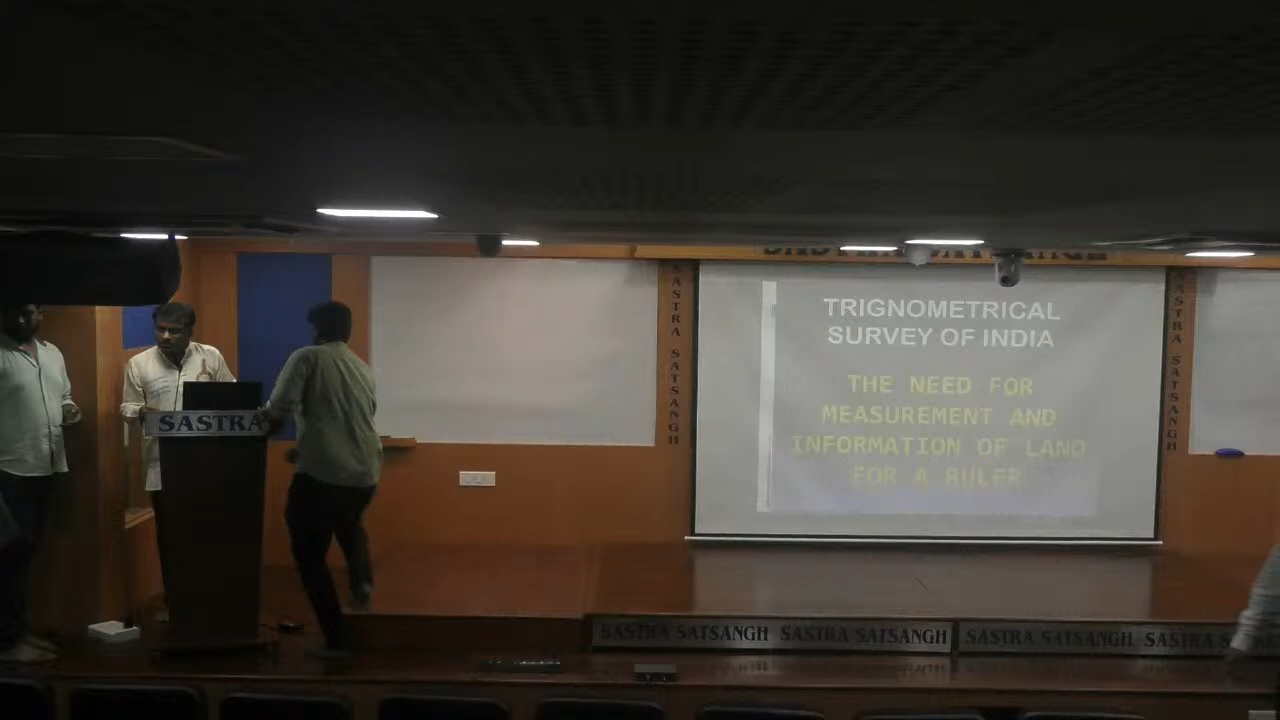 SASTRA
SASTRA SATSANGH
TRIGNOMETRICAL
SURVEY OF INDIA
THE NEED FOR
MEASUREMENT AND
INFORMATION OF LAND
FOR A RULER
SASTRA SATSANGH
SASTRA SATSANGH SASTRA SATSANGH SASTRA SATSANGH SASTRA